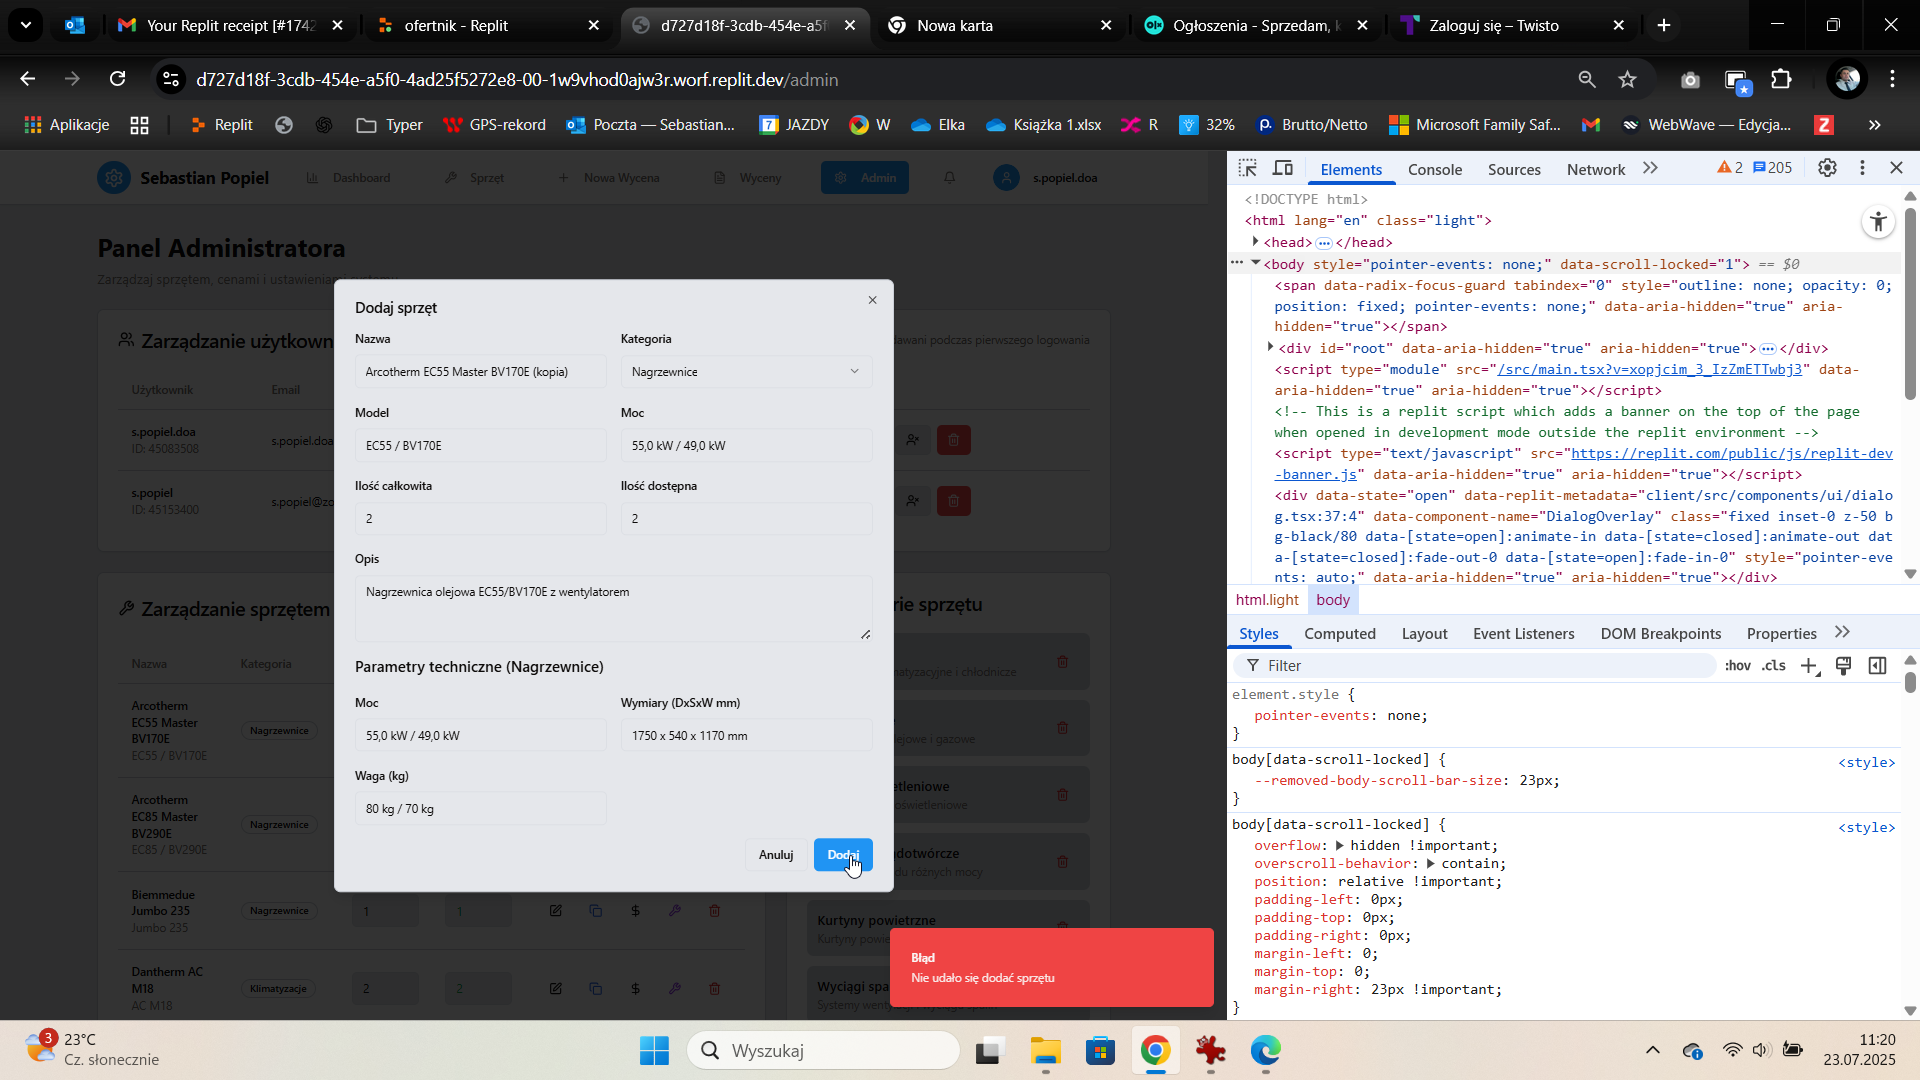 Your Replit receipt [#1742
ofertnik - Replit
d727d18f-3cdb-454e-a5f
Nowa karta
Ogłoszenia - Sprzedam, k
Zaloguj się – Twisto
d727d18f-3cdb-454e-a5f0-4ad25f5272e8-00-1w9vhod0ajw3r.worf.replit.dev/admin
Aplikacje
Replit
Typer
GPS-rekord
Poczta — Sebastian...
JAZDY
W
Elka
Książka 1.xlsx
R
32%
Brutto/Netto
Microsoft Family Saf...
WebWave — Edycja...
Sebastian Popiel
Dashboard
Sprzęt
Nowa Wycena
Wyceny
Admin
s.popiel.doa
Panel Administratora
Zarządzaj sprzętem, cenami i ustawieniami systemu
Zarządzanie użytkown
dawani podczas pierwszego logowania
Użytkownik
Email
s.popiel.doa
ID: 45083508
s.popiel.doa
s.popiel
ID: 45153400
s.popiel@zo
Zarządzanie sprzętem
rie sprzętu
Nazwa
Kategoria
Arcotherm
EC55 Master
BV170E
EC55 / BV170E
Nagrzewnice
Arcotherm
EC85 Master
BV290E
EC85 / BV290E
Nagrzewnice
Biemmedue
Jumbo 235
Jumbo 235
Nagrzewnice
1
1
Dantherm AC
M18
AC M18
Klimatyzacje
2
2
matyzacyjne i chłodnicze
lejowe i gazowe
etleniowe
oświetleniowe
dotwórcze
du różnych mocy
Kurtyny powietrzne
Kurtyny powie
Wyciągi spa
Systemy went
Dodaj sprzęt
Nazwa
Kategoria
Arcotherm EC55 Master BV170E (kopia)
Nagrzewnice
Model
Moc
EC55 / BV170E
55,0 kW / 49,0 kW
Ilość całkowita
Ilość dostępna
2
2
Opis
Nagrzewnica olejowa EC55/BV170E z wentylatorem
Parametry techniczne (Nagrzewnice)
Moc
Wymiary (DxSxW mm)
55,0 kW / 49,0 kW
1750 x 540 x 1170 mm
Waga (kg)
80 kg / 70 kg
Anuluj
Dodaj
Błąd
Nie udało się dodać sprzętu
Elements
Console
Sources
Network
2
205
<!DOCTYPE html>
<html lang="en" class="light">
<head> ··· </head>
··· <body style="pointer-events: none;" data-scroll-locked="1"> == $0
<span data-radix-focus-guard tabindex="0" style="outline: none; opacity: 0;
position: fixed; pointer-events: none;" data-aria-hidden="true" aria-
hidden="true"></span>
<div id="root" data-aria-hidden="true" aria-hidden="true"> ··· </div>
<script type="module" src="/src/main.tsx?v=xopjcim_3_IzZmETTwbj3" data-
aria-hidden="true" aria-hidden="true"></script>
<!-- This is a replit script which adds a banner on the top of the page
when opened in development mode outside the replit environment -->
<script type="text/javascript" src="https://replit.com/public/js/replit-dev
-banner.js" data-aria-hidden="true" aria-hidden="true"></script>
<div data-state="open" data-replit-metadata="client/src/components/ui/dialo
g.tsx:37:4" data-component-name="DialogOverlay" class="fixed inset-0 z-50 b
g-black/80 data-[state=open]:animate-in data-[state=closed]:animate-out dat
a-[state=closed]:fade-out-0 data-[state=open]:fade-in-0" style="pointer-eve
nts: auto;" data-aria-hidden="true" aria-hidden="true"></div>
html.light
body
Styles
Computed
Layout
Event Listeners
DOM Breakpoints
Properties
Filter
:hov
.cls
element.style {
pointer-events: none;
}
body[data-scroll-locked] {
<style>
--removed-body-scroll-bar-size: 23px;
}
body[data-scroll-locked] {
<style>
overflow: hidden !important;
overscroll-behavior: contain;
position: relative !important;
padding-left: 0px;
padding-top: 0px;
padding-right: 0px;
margin-left: 0;
margin-top: 0;
margin-right: 23px !important;
}
3
23°C
Cz. słonecznie
Wyszukaj
11:20
23.07.2025